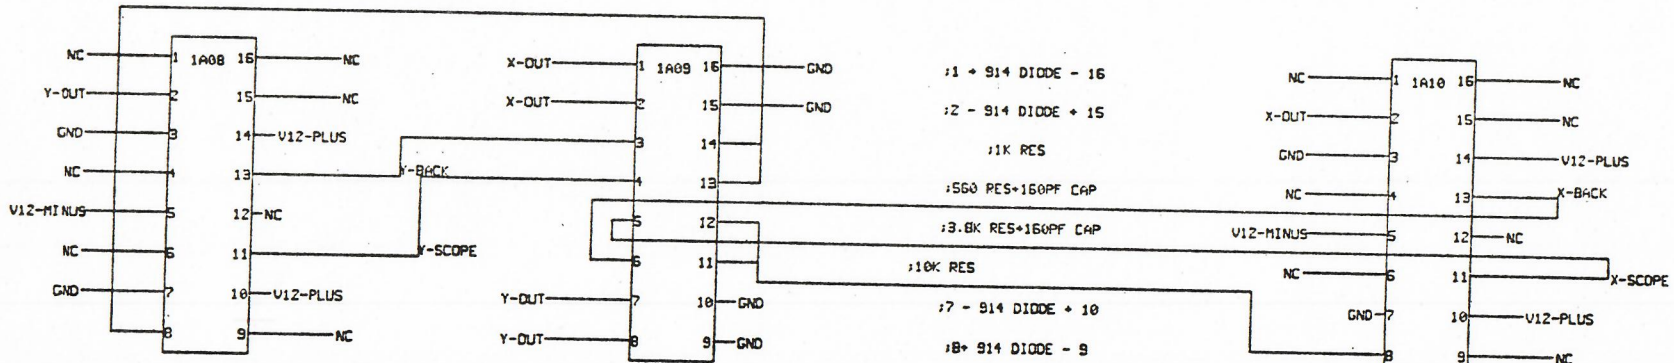 NC 1 1A08 16 NC
Y-OUT 2 15 NC
GND 3 14 V12-PLUS
NC 4 13 Y-BACK
V12-MINUS 5 12 NC
NC 6 11 Y-SCOPE
GND 7 10 V12-PLUS
8 9 NC
X-OUT 1 1A09 16 GND
X-OUT 2 15 GND
3 14
4 13
5 12
6 11
Y-OUT 7 10 GND
Y-OUT 8 9 GND
;1 + 914 DIODE - 16
;2 - 914 DIODE + 15
;1K RES
;560 RES+160PF CAP
;3.8K RES+160PF CAP
;10K RES
;7 - 914 DIODE + 10
;8+ 914 DIODE - 9
NC 1 1A10 16 NC
X-OUT 2 15 NC
GND 3 14 V12-PLUS
NC 4 13 X-BACK
V12-MINUS 5 12 NC
NC 6 11 X-SCOPE
GND 7 10 V12-PLUS
8 9 NC